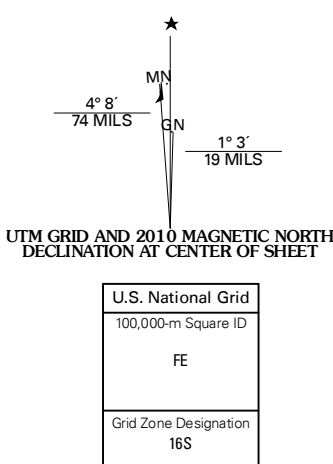 MN
4° 8´
74 MILS
GN
1° 3´
19 MILS
UTM GRID AND 2010 MAGNETIC NORTH
DECLINATION AT CENTER OF SHEET
U.S. National Grid
100,000-m Square ID
FE
Grid Zone Designation
16S